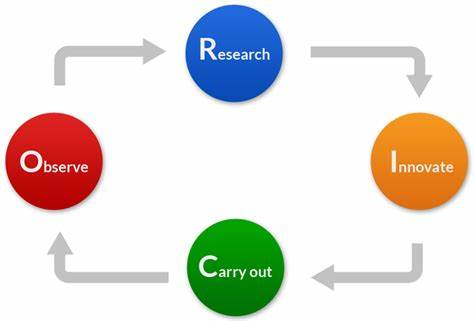 Research
Innovate
Carry out
Observe